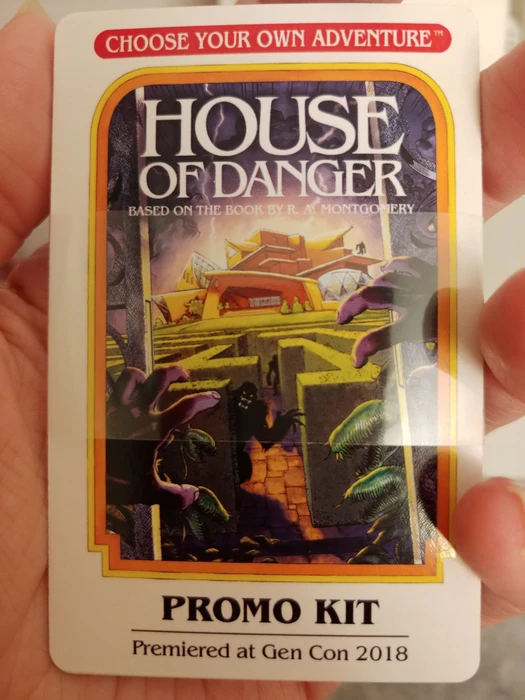 CHOOSE YOUR OWN ADVENTURE™
HOUSE
OF DANGER
BASED ON THE BOOK BY R. A. MONTGOMERY
PROMO KIT
Premiered at Gen Con 2018